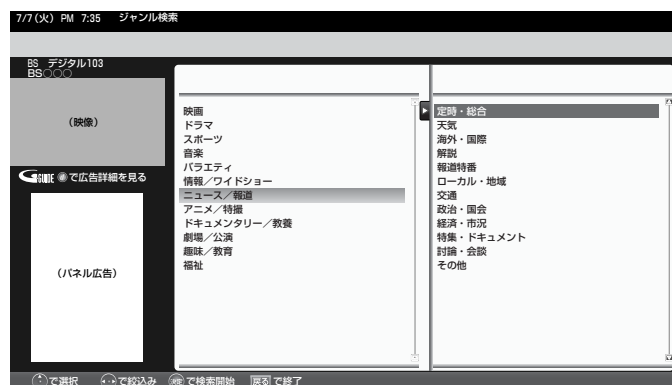 7/7(火) PM 7:35 ジャンル検索
BS デジタル103
BS○○○
(映像)
G GUIDE で広告詳細を見る
(パネル広告)
映画
ドラマ
スポーツ
音楽
バラエティ
情報/ワイドショー
ニュース/報道
アニメ/特撮
ドキュメンタリー/教養
劇場/公演
趣味/教育
福祉
定時・総合
天気
海外・国際
解説
報道特番
ローカル・地域
交通
政治・国会
経済・市況
特集・ドキュメント
討論・会談
その他
で選択 で絞込み 決定で検索開始 戻るで終了